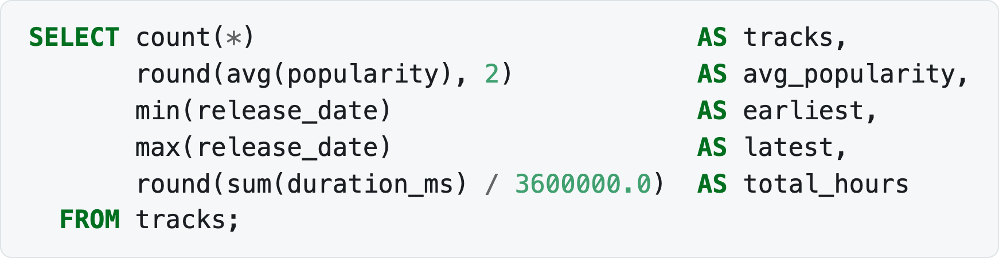 SELECT count(*)                             AS tracks,
       round(avg(popularity), 2)            AS avg_popularity,
       min(release_date)                    AS earliest,
       max(release_date)                    AS latest,
       round(sum(duration_ms) / 3600000.0)  AS total_hours
  FROM tracks;